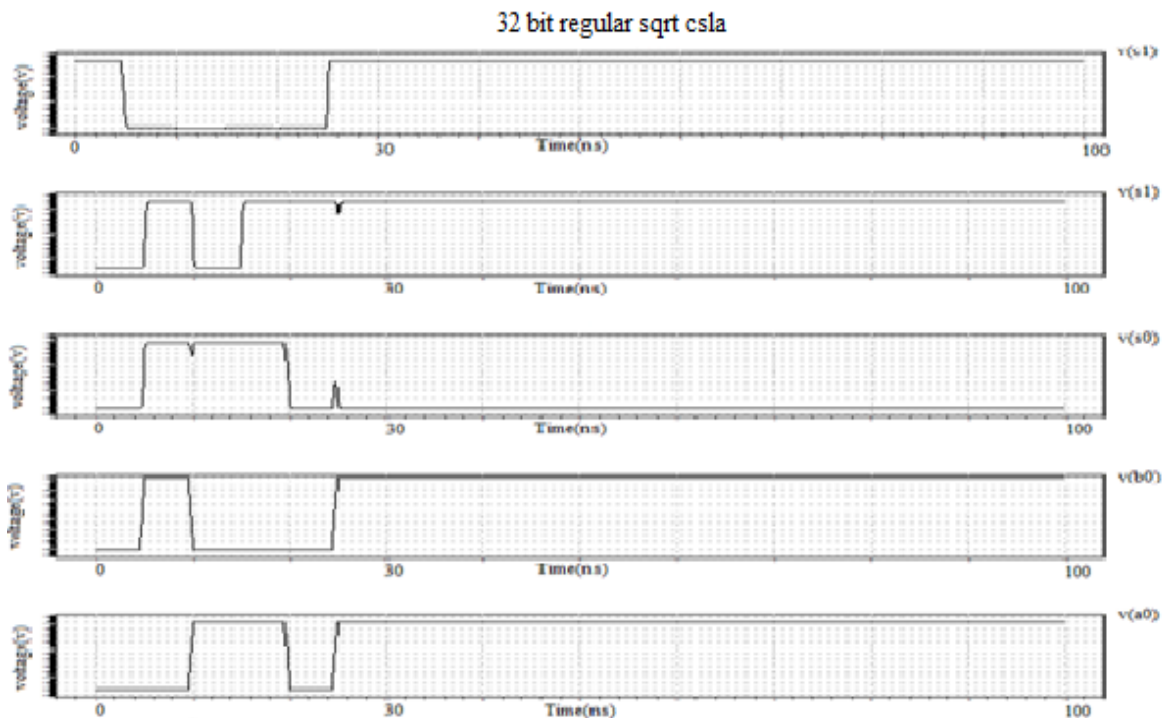 32 bit regular sqrt csla
v(s1)
voltage(v)
0 30 Time(ns) 100
v(s1)
voltage(v)
0 30 Time(ns) 100
v(s0)
voltage(v)
0 30 Time(ns) 100
v(b0)
voltage(v)
0 30 Time(ns) 100
v(a0)
voltage(v)
0 30 Time(ns) 100